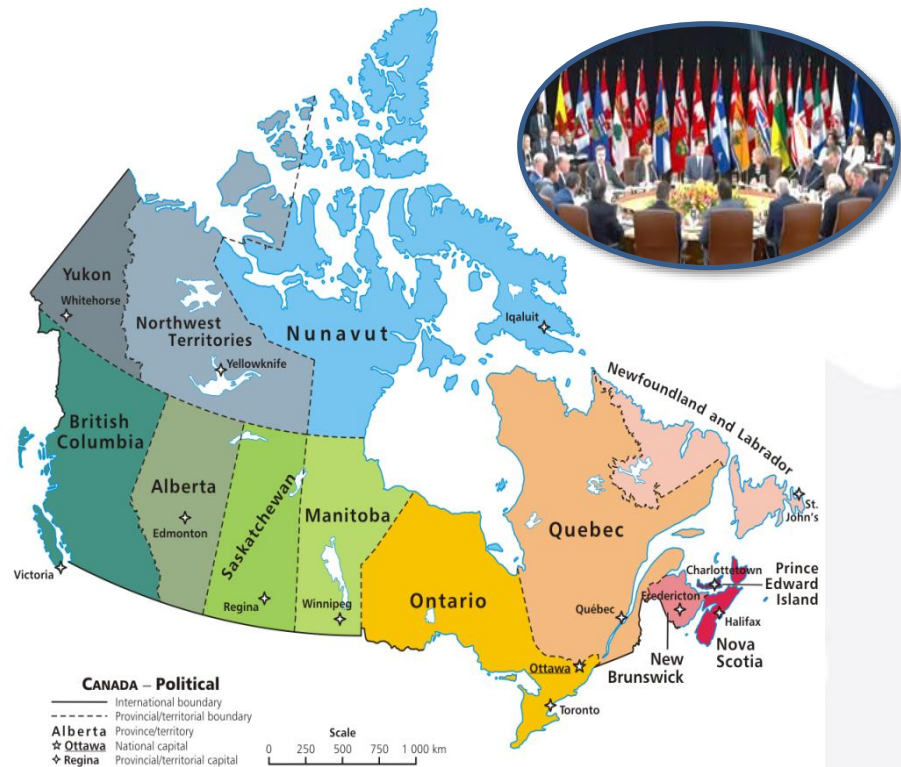 Yukon
Whitehorse
Northwest
Territories
Yellowknife
Nunavut
Iqaluit
British
Columbia
Victoria
Alberta
Edmonton
Saskatchewan
Regina
Manitoba
Winnipeg
Ontario
Ottawa
Toronto
Quebec
Québec
Newfoundland and Labrador
St.
John's
Prince
Edward
Island
Charlottetown
Fredericton
New
Brunswick
Halifax
Nova
Scotia
CANADA – Political
International boundary
Provincial/territorial boundary
Alberta Province/territory
Ottawa National capital
Regina Provincial/territorial capital
Scale
0 250 500 750 1 000 km